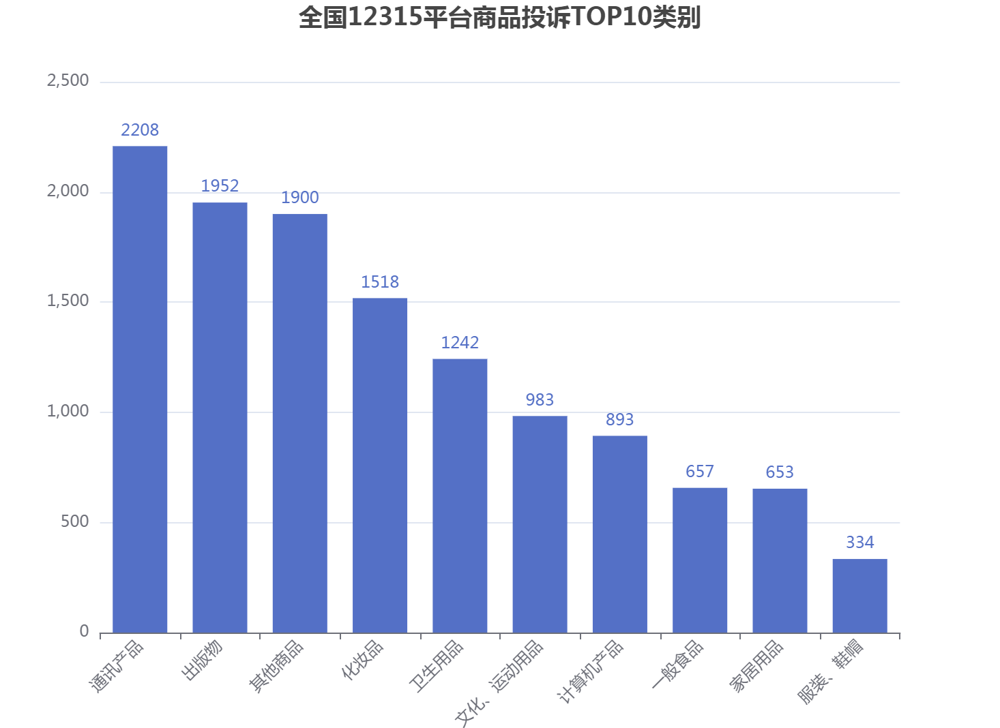 全国12315平台商品投诉TOP10类别
2,500
2,000
1,500
1,000
500
0
2208
1952
1900
1518
1242
983
893
657
653
334
通讯产品
出版物
其他商品
化妆品
卫生用品
文化、运动用品
计算机产品
一般食品
家居用品
服装、鞋帽